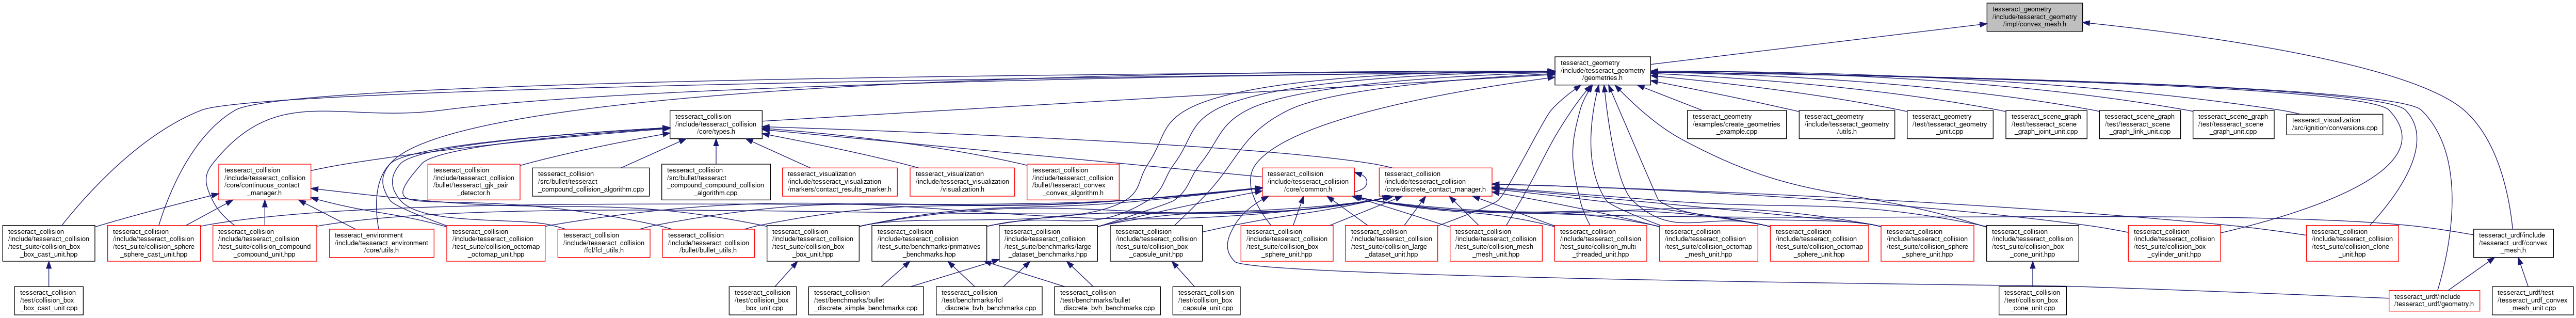 tesseract_geometry
/include/tesseract_geometry
/impl/convex_mesh.h
tesseract_geometry
/include/tesseract_geometry
/geometries.h
tesseract_collision
/include/tesseract_collision
/core/types.h
tesseract_geometry
/examples/create_geometries
_example.cpp
tesseract_geometry
/include/tesseract_geometry
/utils.h
tesseract_geometry
/test/tesseract_geometry
_unit.cpp
tesseract_scene_graph
/test/tesseract_scene
_graph_joint_unit.cpp
tesseract_scene_graph
/test/tesseract_scene
_graph_link_unit.cpp
tesseract_scene_graph
/test/tesseract_scene
_graph_unit.cpp
tesseract_visualization
/src/ignition/conversions.cpp
tesseract_collision
/include/tesseract_collision
/core/continuous_contact
_manager.h
tesseract_collision
/include/tesseract_collision
/bullet/tesseract_gjk_pair
_detector.h
tesseract_collision
/src/bullet/tesseract
_compound_collision_algorithm.cpp
tesseract_collision
/src/bullet/tesseract
_compound_compound_collision
_algorithm.cpp
tesseract_visualization
/include/tesseract_visualization
/markers/contact_results_marker.h
tesseract_visualization
/include/tesseract_visualization
/visualization.h
tesseract_collision
/include/tesseract_collision
/bullet/tesseract_convex
_convex_algorithm.h
tesseract_collision
/include/tesseract_collision
/core/common.h
tesseract_collision
/include/tesseract_collision
/core/discrete_contact_manager.h
tesseract_collision
/include/tesseract_collision
/test_suite/collision_box
_box_cast_unit.hpp
tesseract_collision
/include/tesseract_collision
/test_suite/collision_sphere
_sphere_cast_unit.hpp
tesseract_collision
/include/tesseract_collision
/test_suite/collision_compound
_compound_unit.hpp
tesseract_environment
/include/tesseract_environment
/core/utils.h
tesseract_collision
/include/tesseract_collision
/test_suite/collision_octomap
_octomap_unit.hpp
tesseract_collision
/include/tesseract_collision
/fcl/fcl_utils.h
tesseract_collision
/include/tesseract_collision
/bullet/bullet_utils.h
tesseract_collision
/include/tesseract_collision
/test_suite/collision_box
_box_unit.hpp
tesseract_collision
/include/tesseract_collision
/test_suite/benchmarks/primatives
_benchmarks.hpp
tesseract_collision
/include/tesseract_collision
/test_suite/benchmarks/large
_dataset_benchmarks.hpp
tesseract_collision
/include/tesseract_collision
/test_suite/collision_box
_capsule_unit.hpp
tesseract_collision
/include/tesseract_collision
/test_suite/collision_box
_sphere_unit.hpp
tesseract_collision
/include/tesseract_collision
/test_suite/collision_large
_dataset_unit.hpp
tesseract_collision
/include/tesseract_collision
/test_suite/collision_mesh
_mesh_unit.hpp
tesseract_collision
/include/tesseract_collision
/test_suite/collision_multi
_threaded_unit.hpp
tesseract_collision
/include/tesseract_collision
/test_suite/collision_octomap
_mesh_unit.hpp
tesseract_collision
/include/tesseract_collision
/test_suite/collision_octomap
_sphere_unit.hpp
tesseract_collision
/include/tesseract_collision
/test_suite/collision_sphere
_sphere_unit.hpp
tesseract_collision
/include/tesseract_collision
/test_suite/collision_box
_cone_unit.hpp
tesseract_collision
/include/tesseract_collision
/test_suite/collision_box
_cylinder_unit.hpp
tesseract_collision
/include/tesseract_collision
/test_suite/collision_clone
_unit.hpp
tesseract_urdf/include
/tesseract_urdf/convex
_mesh.h
tesseract_collision
/test/collision_box
_box_cast_unit.cpp
tesseract_collision
/test/collision_box
_box_unit.cpp
tesseract_collision
/test/benchmarks/bullet
_discrete_simple_benchmarks.cpp
tesseract_collision
/test/benchmarks/fcl
_discrete_bvh_benchmarks.cpp
tesseract_collision
/test/benchmarks/bullet
_discrete_bvh_benchmarks.cpp
tesseract_collision
/test/collision_box
_capsule_unit.cpp
tesseract_collision
/test/collision_box
_cone_unit.cpp
tesseract_urdf/include
/tesseract_urdf/geometry.h
tesseract_urdf/test
/tesseract_urdf_convex
_mesh_unit.cpp